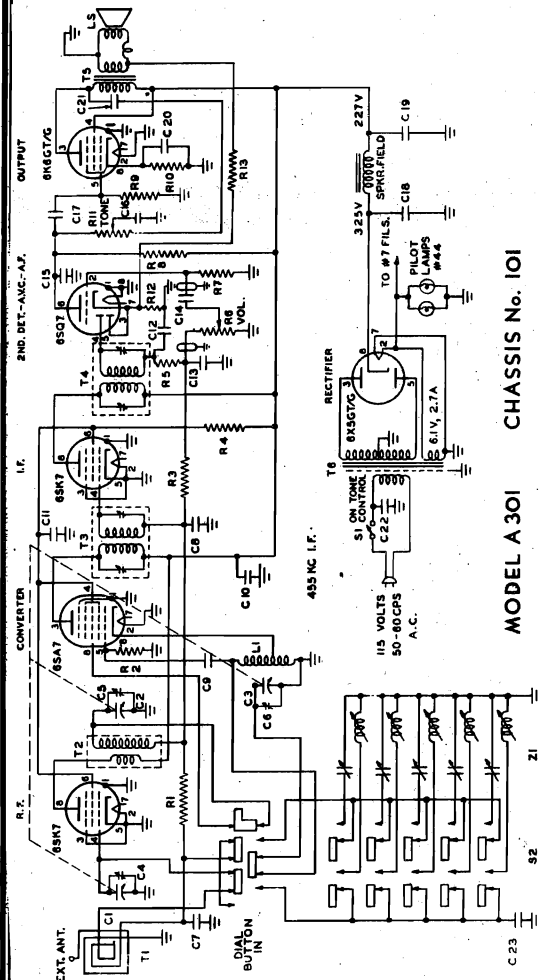 R.F.
CONVERTER
I.F.
2ND. DET.-A.V.C.-A.F.
OUTPUT
6SK7
6SA7
6SK7
6SQ7
6K6GT/G
EXT. ANT.
T1
C1
C4
T2
C5
C2
R2
C11
T3
T4
C15
C17
R11
TONE
C16
R9
R10
C20
C21
T5
L.S.
R13
R8
R12
C12
C14
R7
R6
VOL.
R5
C13
R4
R3
C8
C10
R1
C7
C9
L1
C3
C6
455 KC I.F.
DIAL
BUTTON
IN
C23
S2
Z1
115 VOLTS
50-60 CPS
A.C.
S1 ON TONE
CONTROL
C22
T6
RECTIFIER
6X5GT/G
6.1V, 2.7A
TO #7 FILS.
PILOT
LAMPS
#44
325V
C18
SPKR. FIELD
227V
C19
MODEL A301 CHASSIS No. 101